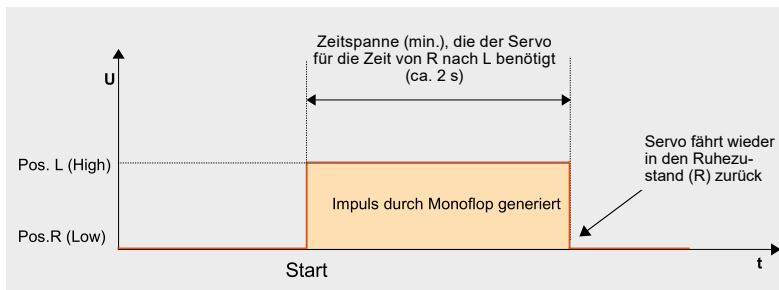 Zeitspanne (min.), die der Servo
für die Zeit von R nach L benötigt
(ca. 2 s)
U
Servo fährt wieder
in den Ruhezu-
stand (R) zurück
Pos. L (High)
Impuls durch Monoflop generiert
Pos.R (Low)
t
Start